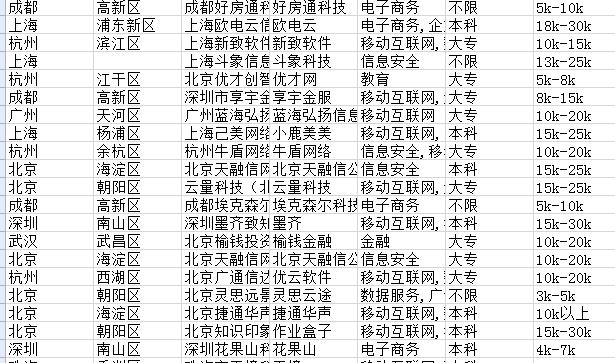 成都 高新区 成都好房通科 好房通科技 电子商务 不限 5k-10k
上海 浦东新区 上海欧电云信 欧电云 电子商务,企 本科 18k-30k
杭州 滨江区 上海新致软件 新致软件 移动互联网, 大专 10k-15k
上海 上海斗象信息 斗象科技 信息安全 不限 13k-25k
杭州 江干区 北京优才创智 优才网 教育 大专 5k-8k
成都 高新区 深圳市享宇金 享宇金服 移动互联网, 大专 8k-15k
广州 天河区 广州蓝海弘扬 蓝海弘扬信息 移动互联网 大专 10k-20k
上海 杨浦区 上海己美网络 小鹿美美 移动互联网, 本科 15k-25k
杭州 余杭区 杭州牛盾网络 牛盾网络 信息安全,移 大专 10k-20k
北京 海淀区 北京天融信网 北京天融信公 信息安全 本科 15k-25k
北京 朝阳区 云量科技（北 云量科技 移动互联网, 大专 15k-25k
成都 高新区 成都埃克森尔 埃克森尔科技 电子商务 不限 5k-10k
深圳 南山区 深圳墨齐致知 墨齐 移动互联网, 本科 15k-30k
武汉 武昌区 北京榆钱投资 榆钱金融 金融 大专 10k-20k
北京 海淀区 北京天融信网 北京天融信公 信息安全 大专 10k-20k
杭州 西湖区 北京广通信达 优云软件 移动互联网, 本科 10k-20k
北京 朝阳区 北京灵思远景 灵思云途 数据服务,广 不限 3k-5k
北京 海淀区 北京捷通华声 捷通华声 移动互联网, 本科 10k以上
北京 朝阳区 北京知识印象 作业盒子 移动互联网, 本科 15k-30k
深圳 南山区 深圳花果山科 花果山 电子商务 本科 4k-7k